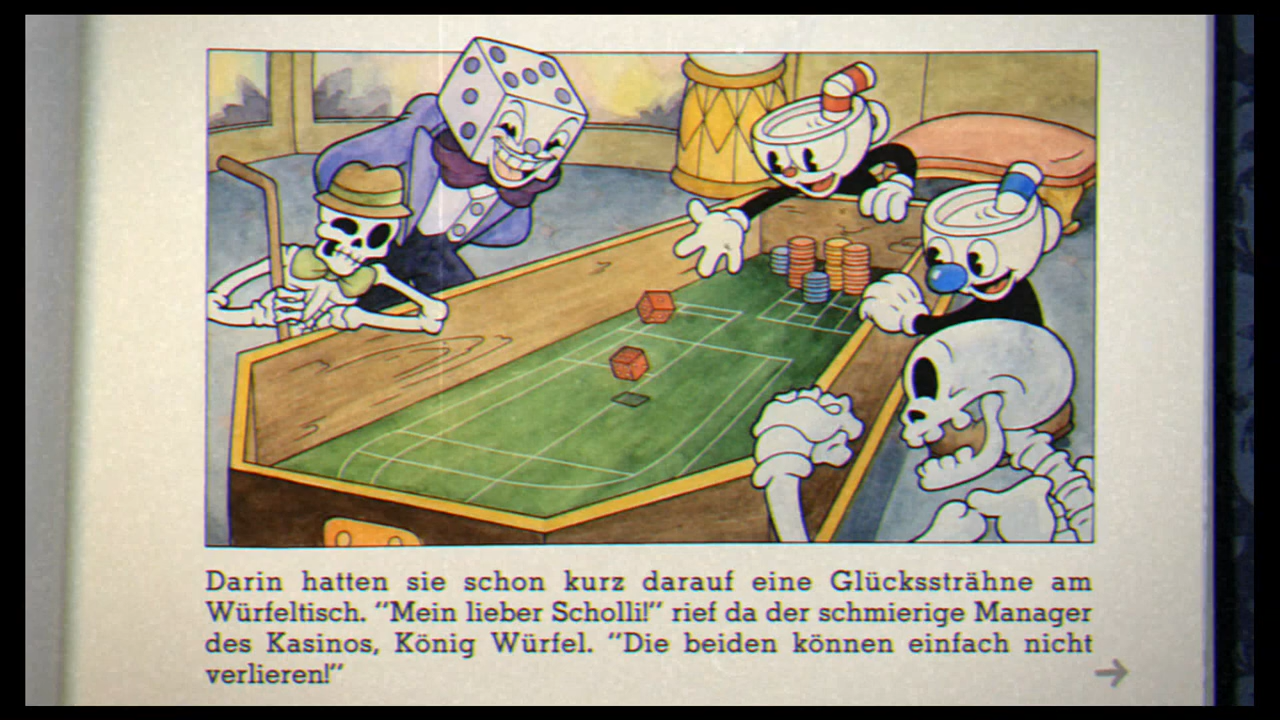 Darin hatten sie schon kurz darauf eine Glückssträhne am
Würfeltisch. “Mein lieber Scholli!” rief da der schmierige Manager
des Kasinos, König Würfel. “Die beiden können einfach nicht
verlieren!”